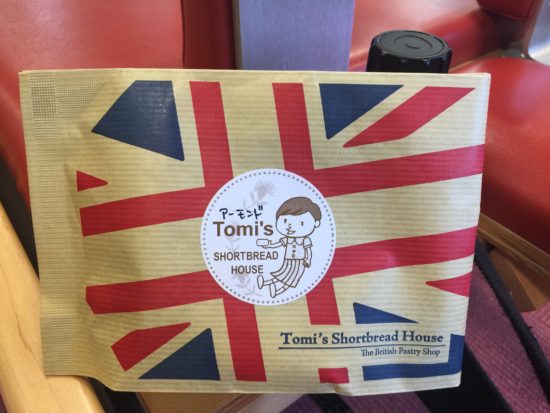 アーモンド
Tomi's
SHORTBREAD
HOUSE
Tomi's Shortbread House
The British Pastry Shop